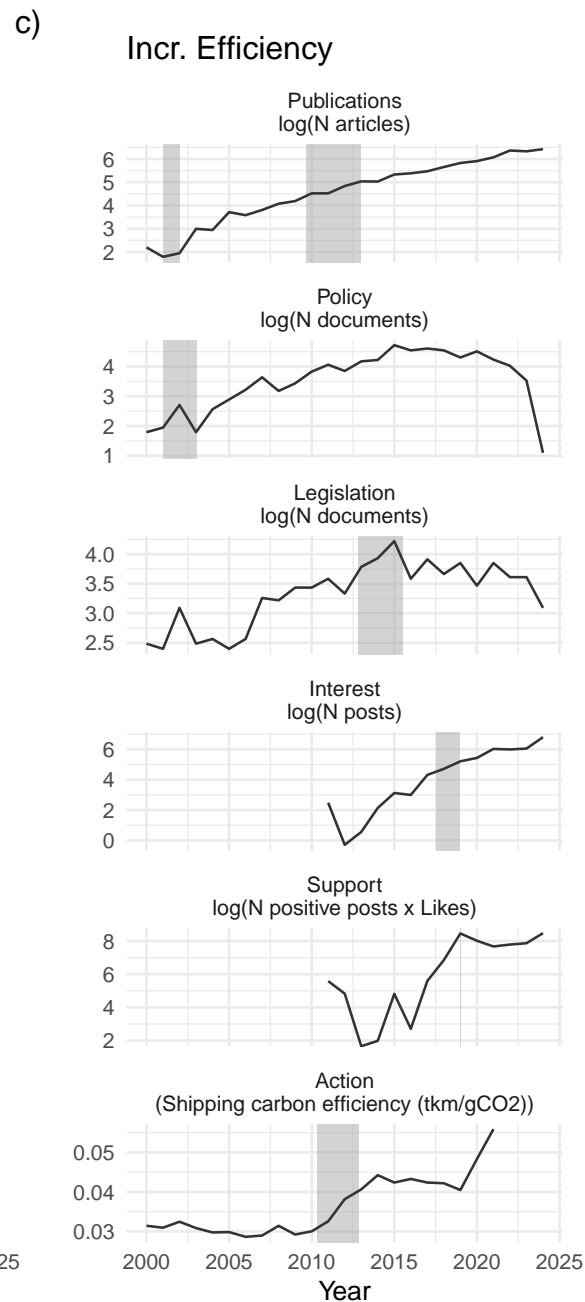 c)
Incr. Efficiency
Publications
log(N articles)
6
5
4
3
2
Policy
log(N documents)
4
3
2
1
Legislation
log(N documents)
4.0
3.5
3.0
2.5
Interest
log(N posts)
6
4
2
0
Support
log(N positive posts x Likes)
8
6
4
2
Action
(Shipping carbon efficiency (tkm/gCO2))
0.05
0.04
0.03
25 2000 2005 2010 2015 2020 2025
Year